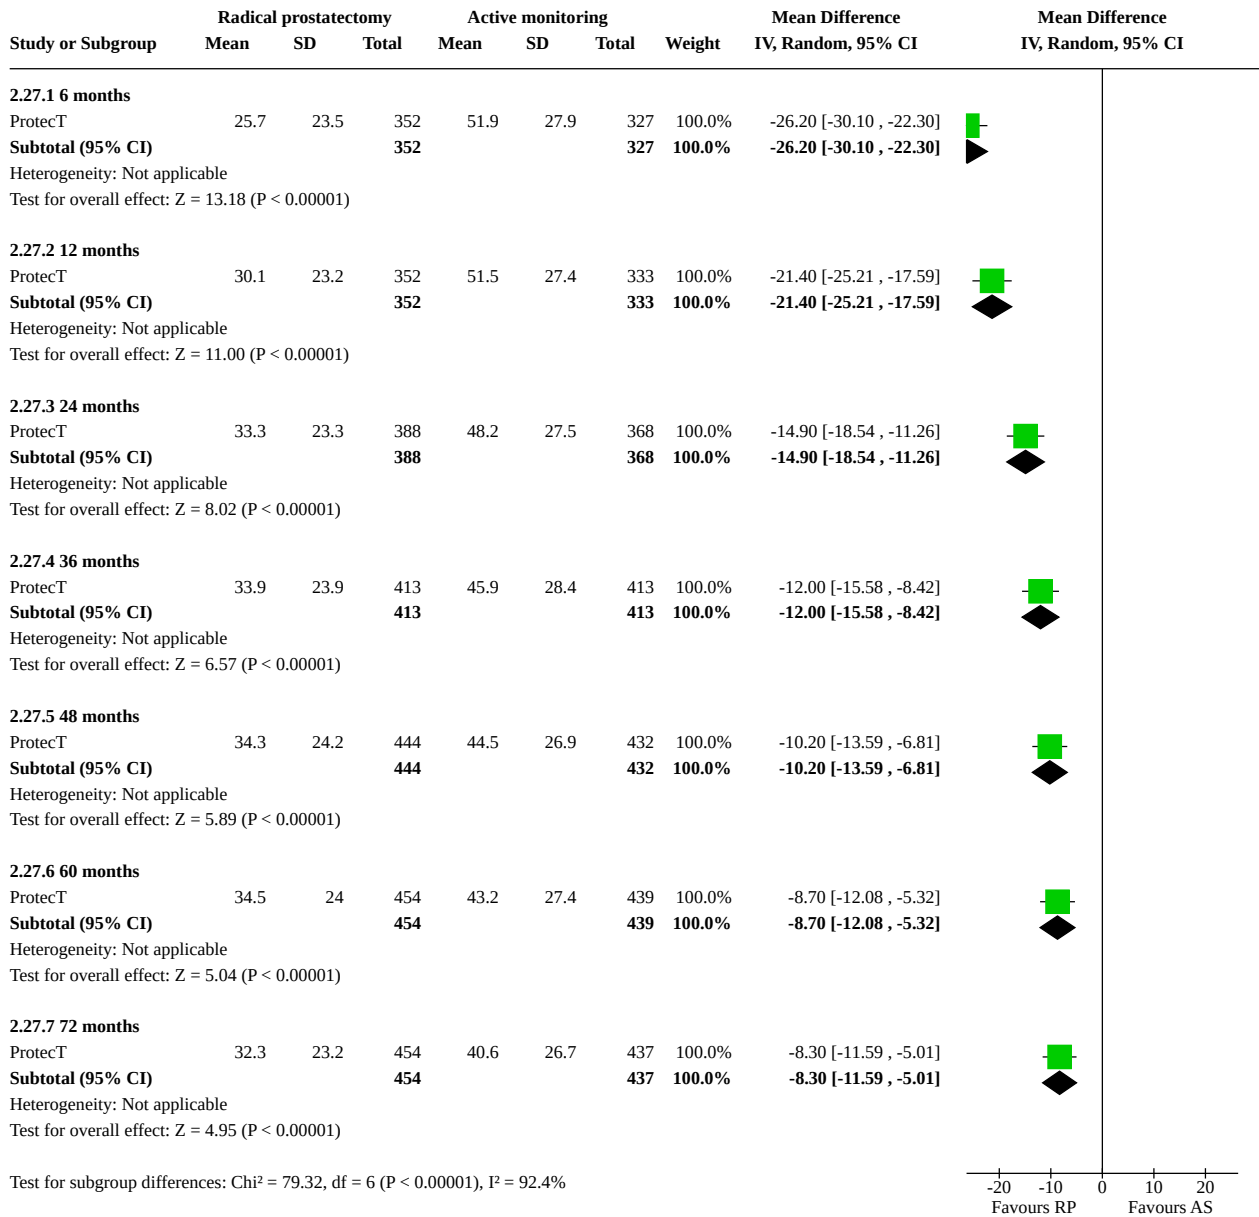 Radical prostatectomy Active monitoring Mean Difference Mean Difference
Study or Subgroup Mean SD Total Mean SD Total Weight IV, Random, 95% CI IV, Random, 95% CI
2.27.1 6 months
ProtecT 25.7 23.5 352 51.9 27.9 327 100.0% -26.20 [-30.10 , -22.30]
Subtotal (95% CI) 352 327 100.0% -26.20 [-30.10 , -22.30]
Heterogeneity: Not applicable
Test for overall effect: Z = 13.18 (P < 0.00001)
2.27.2 12 months
ProtecT 30.1 23.2 352 51.5 27.4 333 100.0% -21.40 [-25.21 , -17.59]
Subtotal (95% CI) 352 333 100.0% -21.40 [-25.21 , -17.59]
Heterogeneity: Not applicable
Test for overall effect: Z = 11.00 (P < 0.00001)
2.27.3 24 months
ProtecT 33.3 23.3 388 48.2 27.5 368 100.0% -14.90 [-18.54 , -11.26]
Subtotal (95% CI) 388 368 100.0% -14.90 [-18.54 , -11.26]
Heterogeneity: Not applicable
Test for overall effect: Z = 8.02 (P < 0.00001)
2.27.4 36 months
ProtecT 33.9 23.9 413 45.9 28.4 413 100.0% -12.00 [-15.58 , -8.42]
Subtotal (95% CI) 413 413 100.0% -12.00 [-15.58 , -8.42]
Heterogeneity: Not applicable
Test for overall effect: Z = 6.57 (P < 0.00001)
2.27.5 48 months
ProtecT 34.3 24.2 444 44.5 26.9 432 100.0% -10.20 [-13.59 , -6.81]
Subtotal (95% CI) 444 432 100.0% -10.20 [-13.59 , -6.81]
Heterogeneity: Not applicable
Test for overall effect: Z = 5.89 (P < 0.00001)
2.27.6 60 months
ProtecT 34.5 24 454 43.2 27.4 439 100.0% -8.70 [-12.08 , -5.32]
Subtotal (95% CI) 454 439 100.0% -8.70 [-12.08 , -5.32]
Heterogeneity: Not applicable
Test for overall effect: Z = 5.04 (P < 0.00001)
2.27.7 72 months
ProtecT 32.3 23.2 454 40.6 26.7 437 100.0% -8.30 [-11.59 , -5.01]
Subtotal (95% CI) 454 437 100.0% -8.30 [-11.59 , -5.01]
Heterogeneity: Not applicable
Test for overall effect: Z = 4.95 (P < 0.00001)
Test for subgroup differences: Chi² = 79.32, df = 6 (P < 0.00001), I² = 92.4%
-20 -10 0 10 20
Favours RP Favours AS